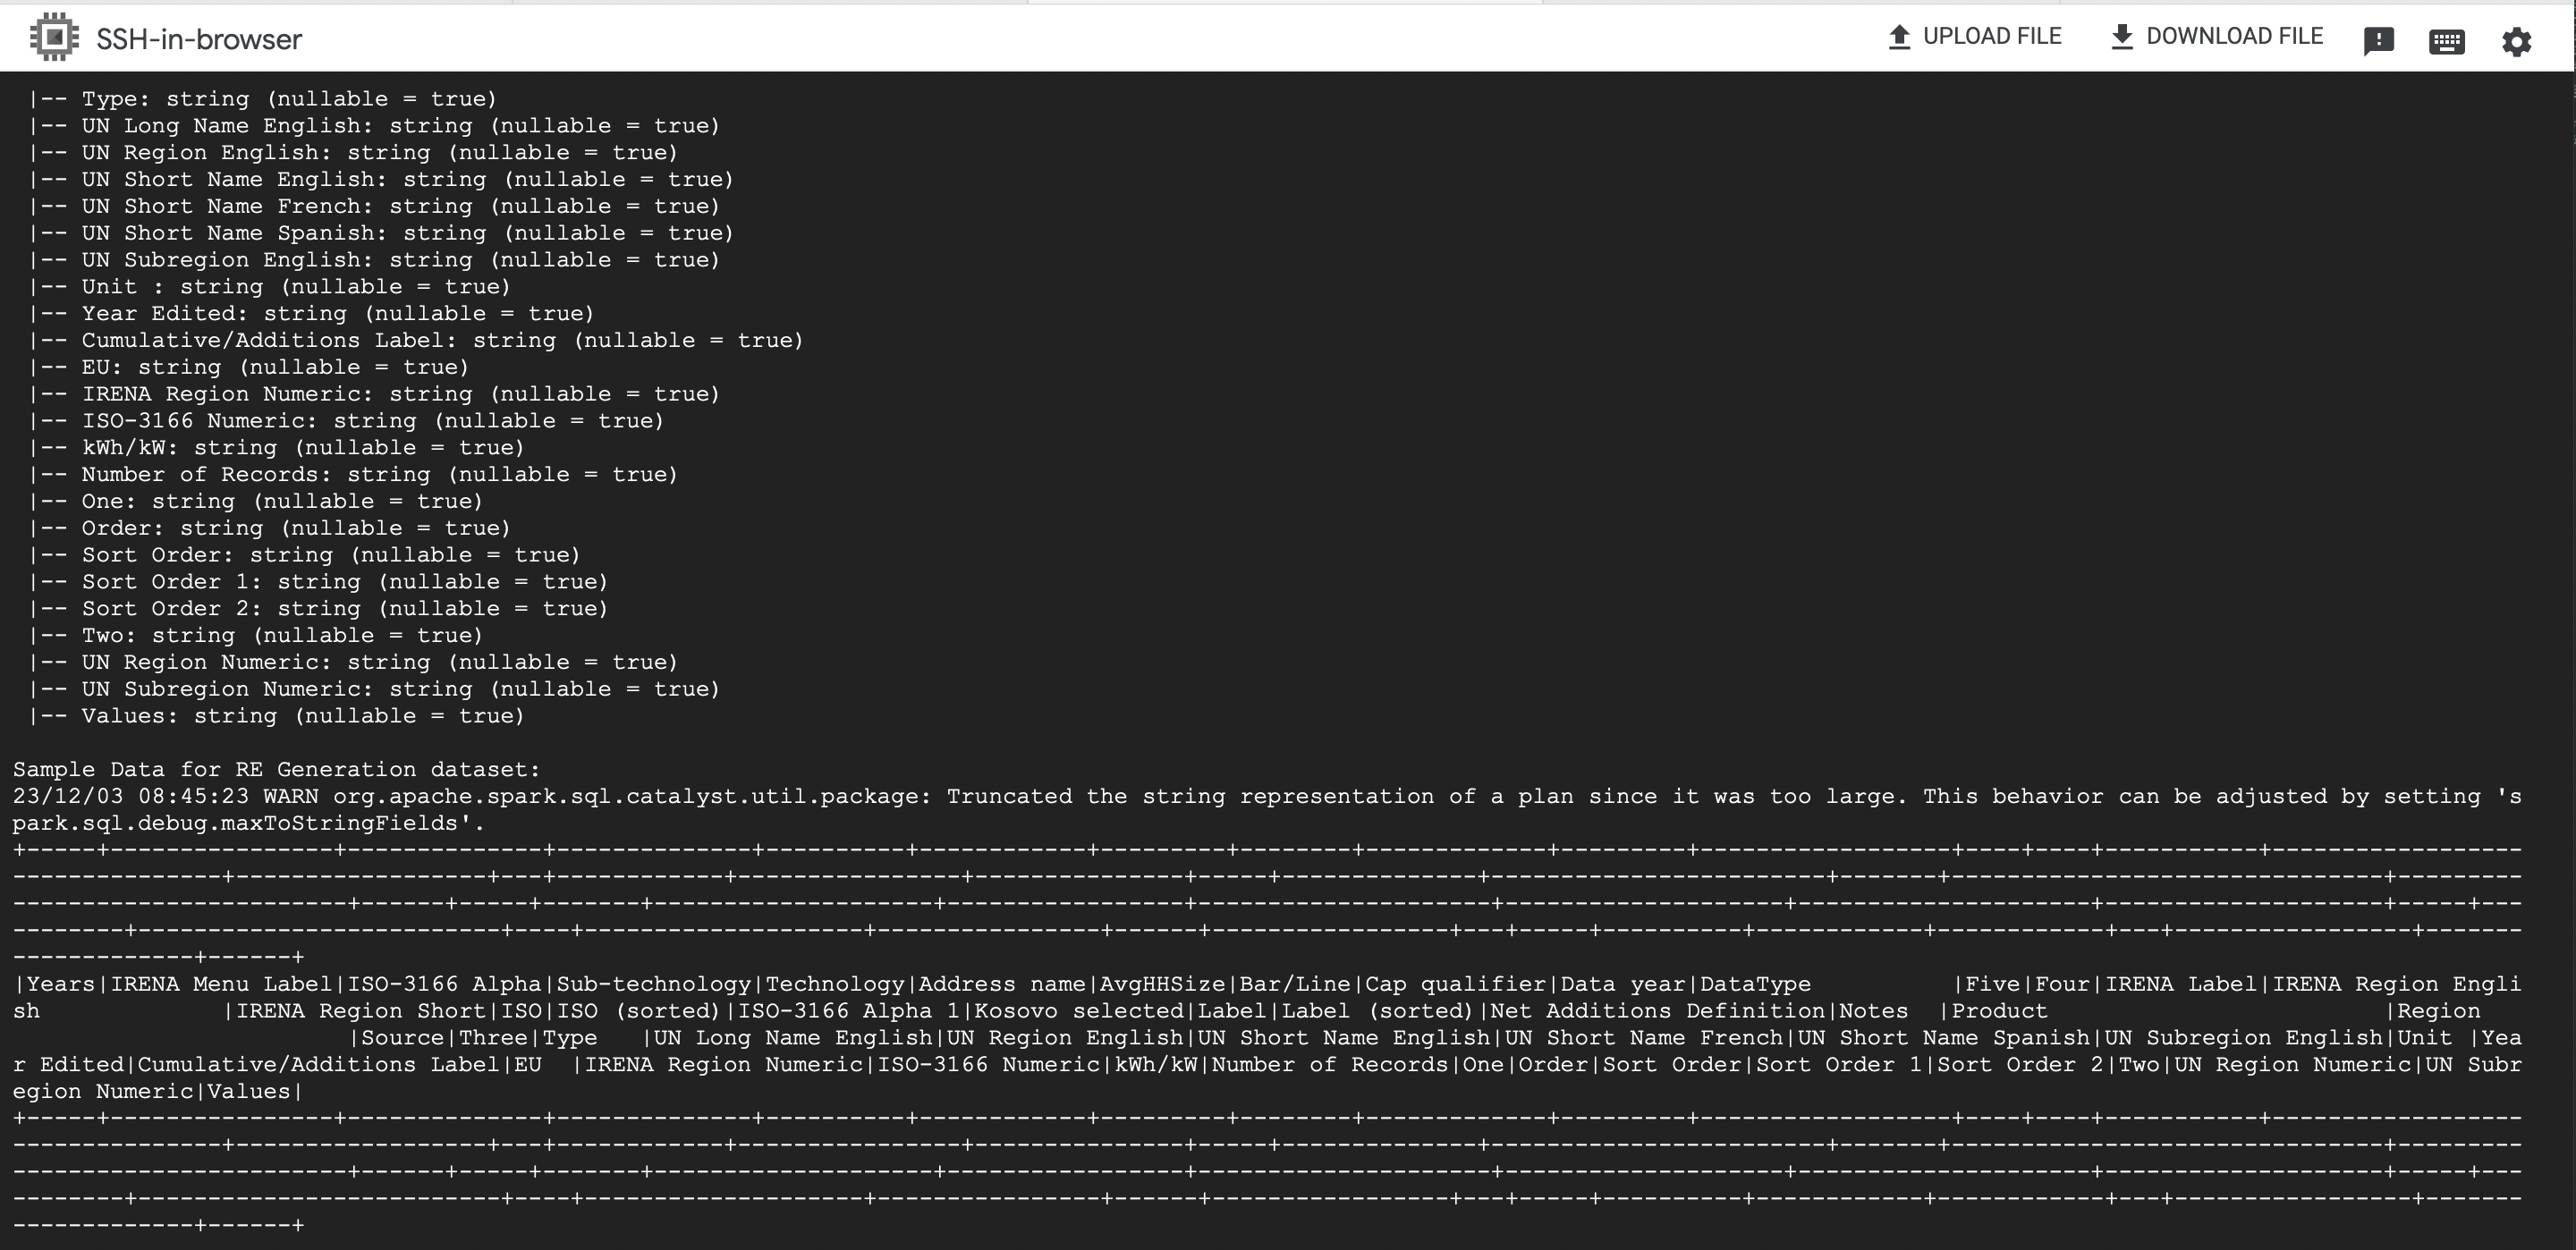 SSH-in-browser
UPLOAD FILE
DOWNLOAD FILE
|-- Type: string (nullable = true)
|-- UN Long Name English: string (nullable = true)
|-- UN Region English: string (nullable = true)
|-- UN Short Name English: string (nullable = true)
|-- UN Short Name French: string (nullable = true)
|-- UN Short Name Spanish: string (nullable = true)
|-- UN Subregion English: string (nullable = true)
|-- Unit : string (nullable = true)
|-- Year Edited: string (nullable = true)
|-- Cumulative/Additions Label: string (nullable = true)
|-- EU: string (nullable = true)
|-- IRENA Region Numeric: string (nullable = true)
|-- ISO-3166 Numeric: string (nullable = true)
|-- kWh/kW: string (nullable = true)
|-- Number of Records: string (nullable = true)
|-- One: string (nullable = true)
|-- Order: string (nullable = true)
|-- Sort Order: string (nullable = true)
|-- Sort Order 1: string (nullable = true)
|-- Sort Order 2: string (nullable = true)
|-- Two: string (nullable = true)
|-- UN Region Numeric: string (nullable = true)
|-- UN Subregion Numeric: string (nullable = true)
|-- Values: string (nullable = true)
Sample Data for RE Generation dataset:
23/12/03 08:45:23 WARN org.apache.spark.sql.catalyst.util.package: Truncated the string representation of a plan since it was too large. This behavior can be adjusted by setting 's
park.sql.debug.maxToStringFields'.
|Years|IRENA Menu Label|ISO-3166 Alpha|Sub-technology|Technology|Address name|AvgHHSize|Bar/Line|Cap qualifier|Data year|DataType |Five|Four|IRENA Label|IRENA Region Engli
sh |IRENA Region Short|ISO|ISO (sorted)|ISO-3166 Alpha 1|Kosovo selected|Label|Label (sorted)|Net Additions Definition|Notes |Product |Region
|Source|Three|Type |UN Long Name English|UN Region English|UN Short Name English|UN Short Name French|UN Short Name Spanish|UN Subregion English|Unit |Yea
r Edited|Cumulative/Additions Label|EU |IRENA Region Numeric|ISO-3166 Numeric|kWh/kW|Number of Records|One|Order|Sort Order|Sort Order 1|Sort Order 2|Two|UN Region Numeric|UN Subr
egion Numeric|Values|